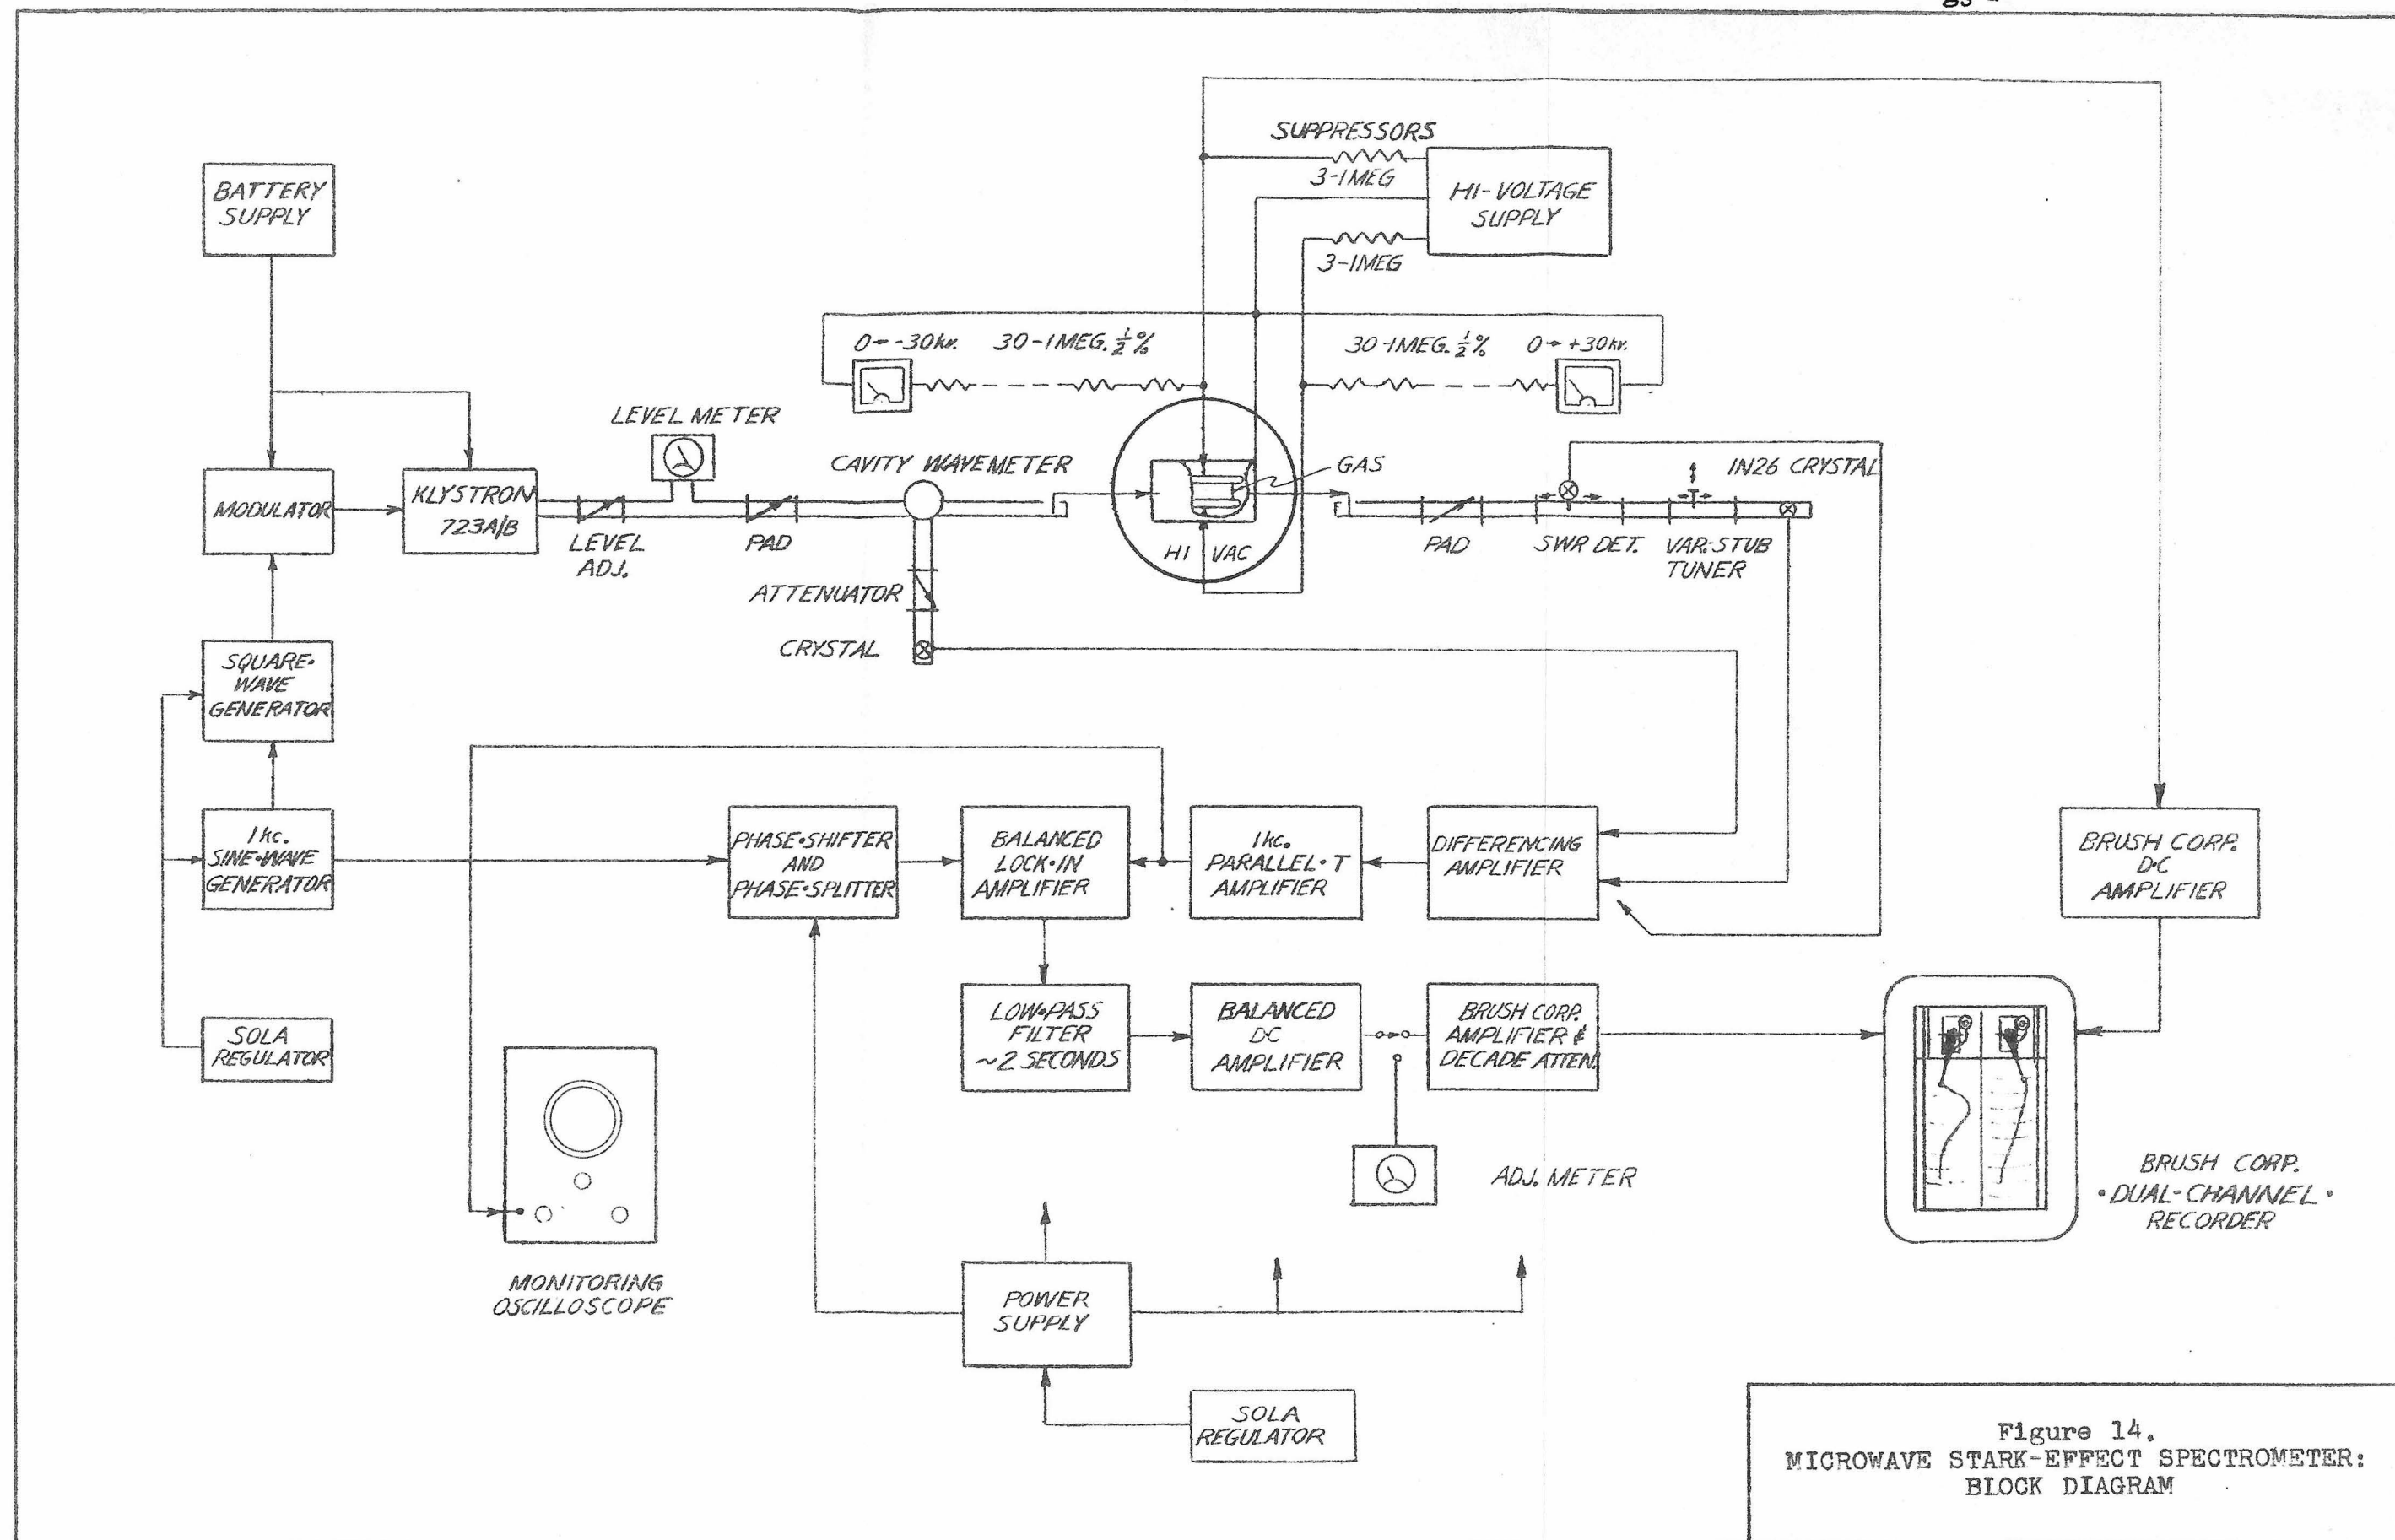 SUPPRESSORS
3-1MEG
HI-VOLTAGE
SUPPLY
3-1MEG
BATTERY
SUPPLY
0→-30kv.
30-1MEG. ½%
30-1MEG. ½%
0→+30kv.
LEVEL METER
CAVITY WAVEMETER
GAS
1N26 CRYSTAL
MODULATOR
KLYSTRON
723A/B
LEVEL
ADJ.
PAD
HI VAC
PAD
SWR DET.
VAR-STUB
TUNER
ATTENUATOR
CRYSTAL
SQUARE-
WAVE
GENERATOR
1kc.
SINE-WAVE
GENERATOR
PHASE-SHIFTER
AND
PHASE-SPLITTER
BALANCED
LOCK-IN
AMPLIFIER
1kc.
PARALLEL-T
AMPLIFIER
DIFFERENCING
AMPLIFIER
BRUSH CORP.
D-C
AMPLIFIER
SOLA
REGULATOR
LOW-PASS
FILTER
~2 SECONDS
BALANCED
DC
AMPLIFIER
BRUSH CORP.
AMPLIFIER &
DECADE ATTEN.
ADJ. METER
BRUSH CORP.
•DUAL-CHANNEL•
RECORDER
MONITORING
OSCILLOSCOPE
POWER
SUPPLY
SOLA
REGULATOR
Figure 14.
MICROWAVE STARK-EFFECT SPECTROMETER:
BLOCK DIAGRAM